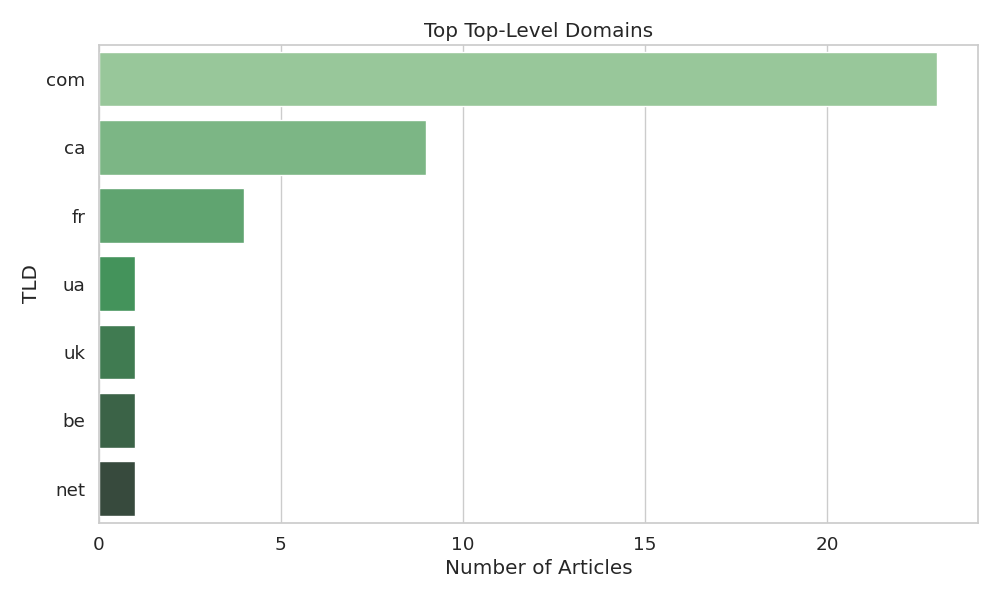 Top Top-Level Domains
com
ca
fr
ua
uk
be
net
TLD
0 5 10 15 20
Number of Articles